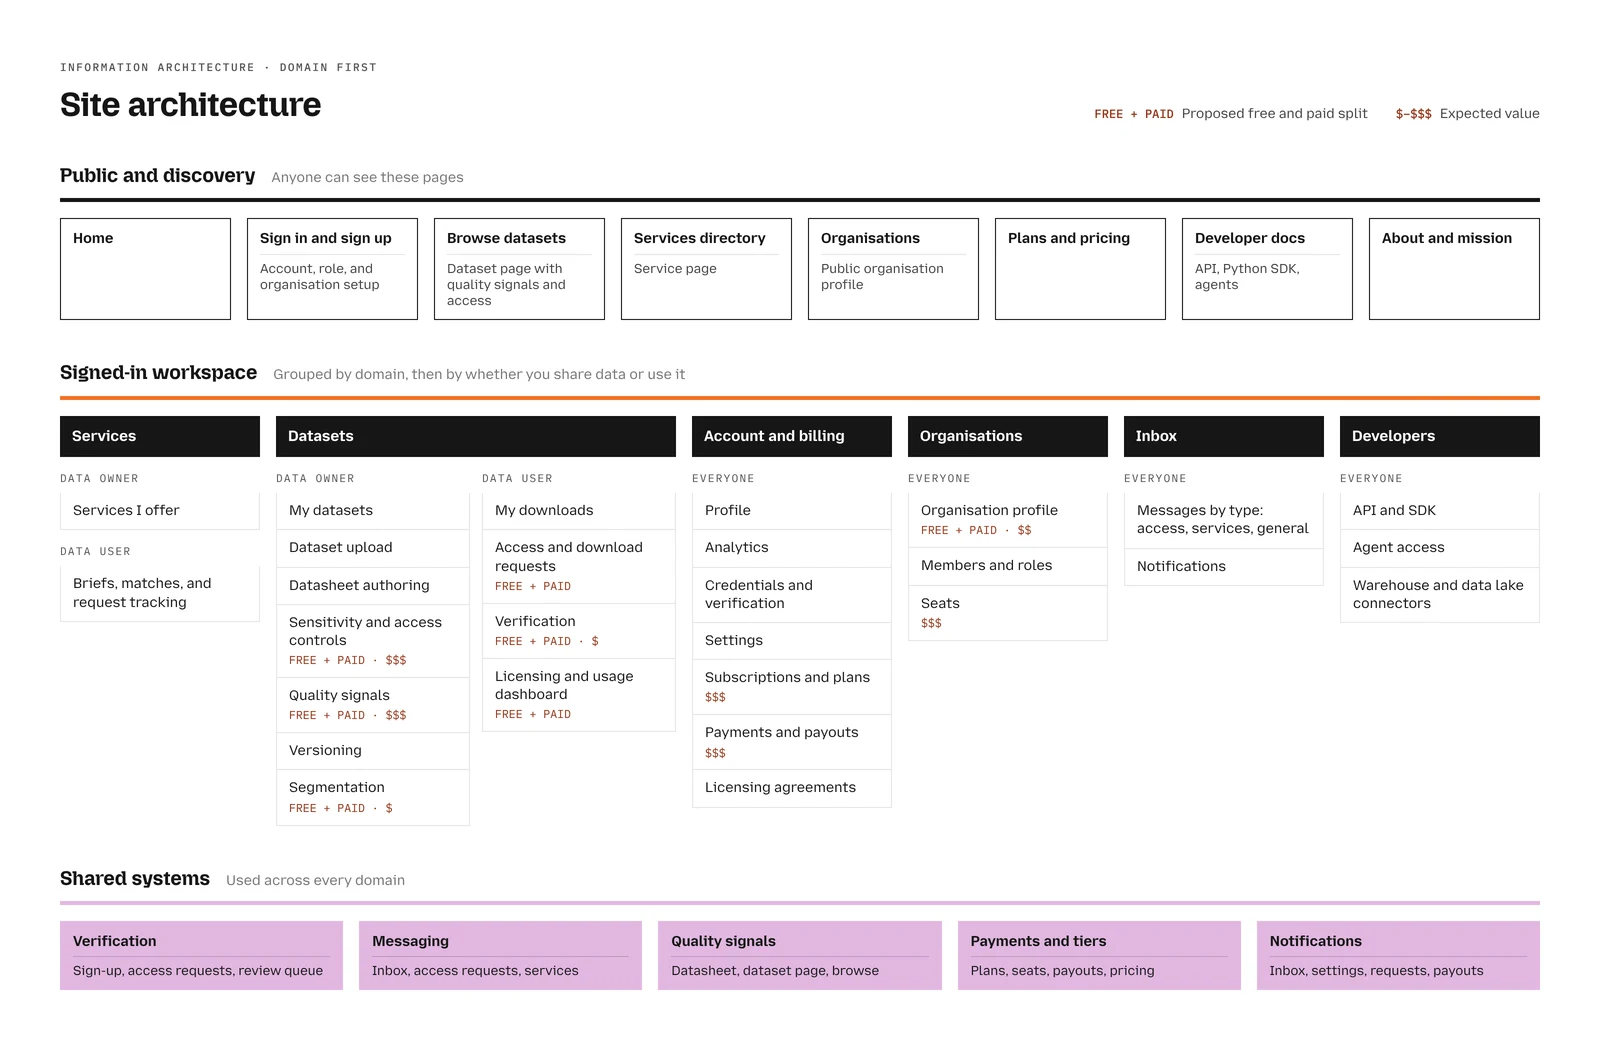 INFORMATION ARCHITECTURE · DOMAIN FIRST
Site architecture
FREE + PAID Proposed free and paid split
$–$$$ Expected value
Public and discovery
Anyone can see these pages
Home
Sign in and sign up
Account, role, and
organisation setup
Browse datasets
Dataset page with
quality signals and
access
Services directory
Service page
Organisations
Public organisation
profile
Plans and pricing
Developer docs
API, Python SDK,
agents
About and mission
Signed-in workspace
Grouped by domain, then by whether you share data or use it
Services
DATA OWNER
Services I offer
DATA USER
Briefs, matches, and
request tracking
Datasets
DATA OWNER
My datasets
Dataset upload
Datasheet authoring
Sensitivity and access
controls
FREE + PAID · $$$
Quality signals
FREE + PAID · $$$
Versioning
Segmentation
FREE + PAID · $
DATA USER
My downloads
Access and download
requests
FREE + PAID
Verification
FREE + PAID · $
Licensing and usage
dashboard
FREE + PAID
Account and billing
EVERYONE
Profile
Analytics
Credentials and
verification
Settings
Subscriptions and plans
$$$
Payments and payouts
$$$
Licensing agreements
Organisations
EVERYONE
Organisation profile
FREE + PAID · $$
Members and roles
Seats
$$$
Inbox
EVERYONE
Messages by type:
access, services, general
Notifications
Developers
EVERYONE
API and SDK
Agent access
Warehouse and data lake
connectors
Shared systems
Used across every domain
Verification
Sign-up, access requests, review queue
Messaging
Inbox, access requests, services
Quality signals
Datasheet, dataset page, browse
Payments and tiers
Plans, seats, payouts, pricing
Notifications
Inbox, settings, requests, payouts